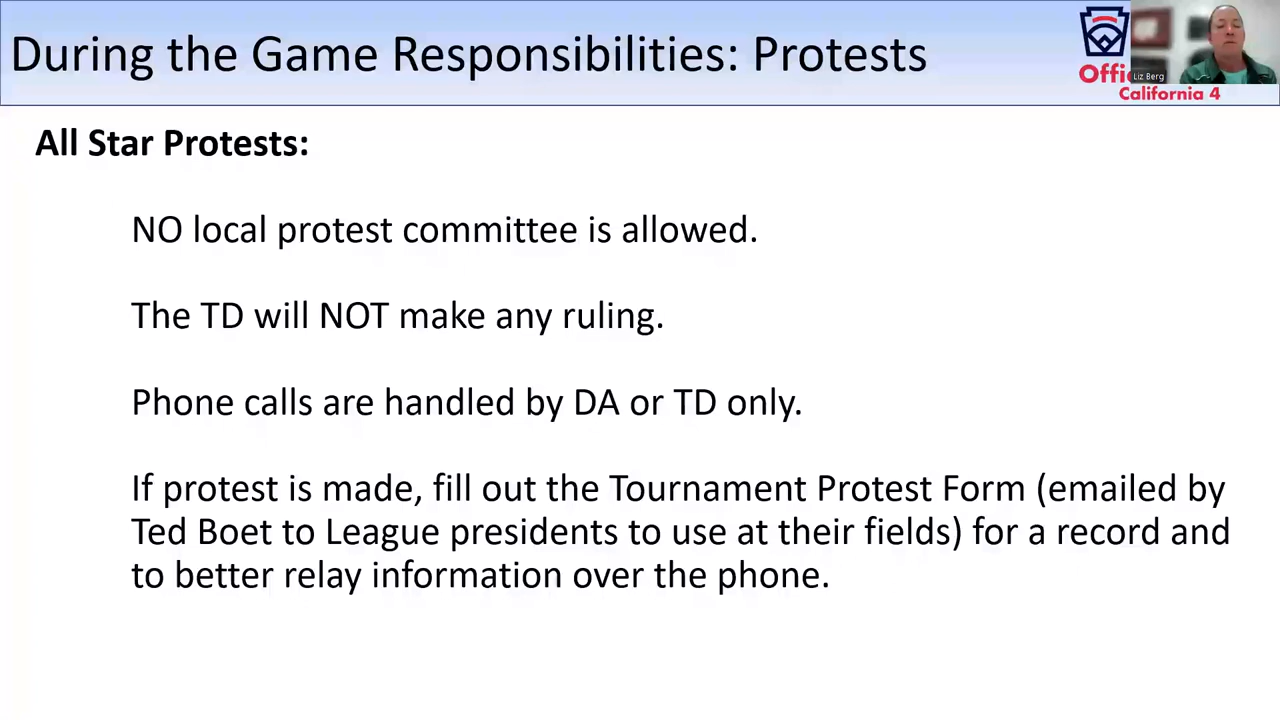 During the Game Responsibilities: Protests
Liz Berg
California 4
All Star Protests:
NO local protest committee is allowed.
The TD will NOT make any ruling.
Phone calls are handled by DA or TD only.
If protest is made, fill out the Tournament Protest Form (emailed by
Ted Boet to League presidents to use at their fields) for a record and
to better relay information over the phone.